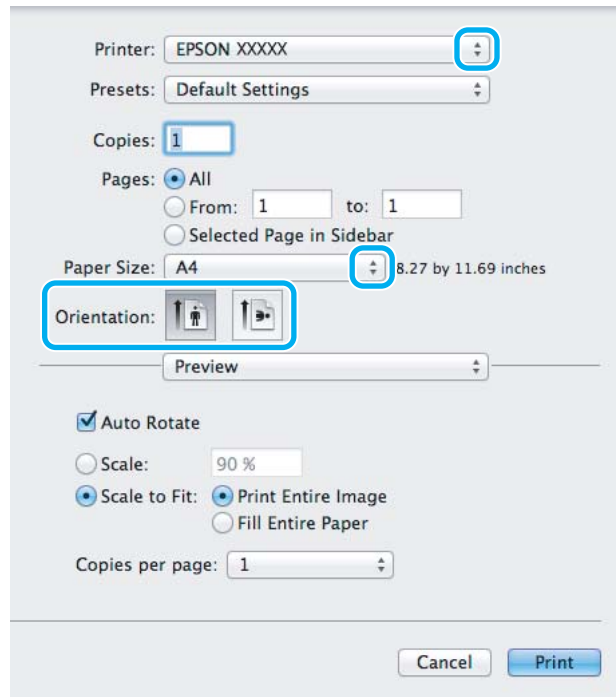 Printer: EPSON XXXXX
Presets: Default Settings
Copies: 1
Pages: All
From: 1 to: 1
Selected Page in Sidebar
Paper Size: A4 8.27 by 11.69 inches
Orientation:
Preview
Auto Rotate
Scale: 90 %
Scale to Fit: Print Entire Image
Fill Entire Paper
Copies per page: 1
Cancel Print